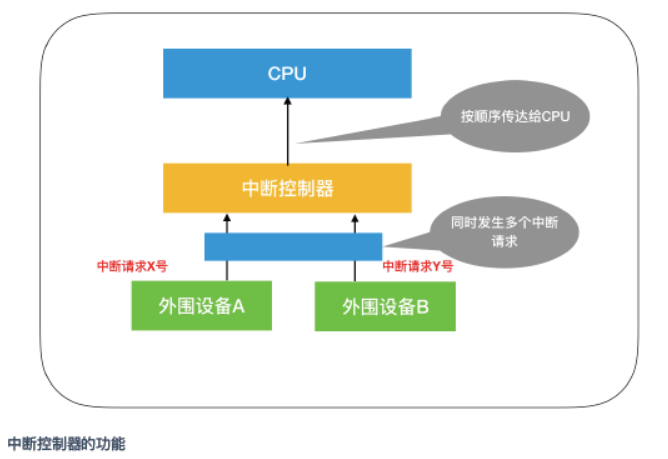 CPU
按顺序传达给CPU
中断控制器
同时发生多个中断
请求
中断请求X号
中断请求Y号
外围设备A
外围设备B
中断控制器的功能